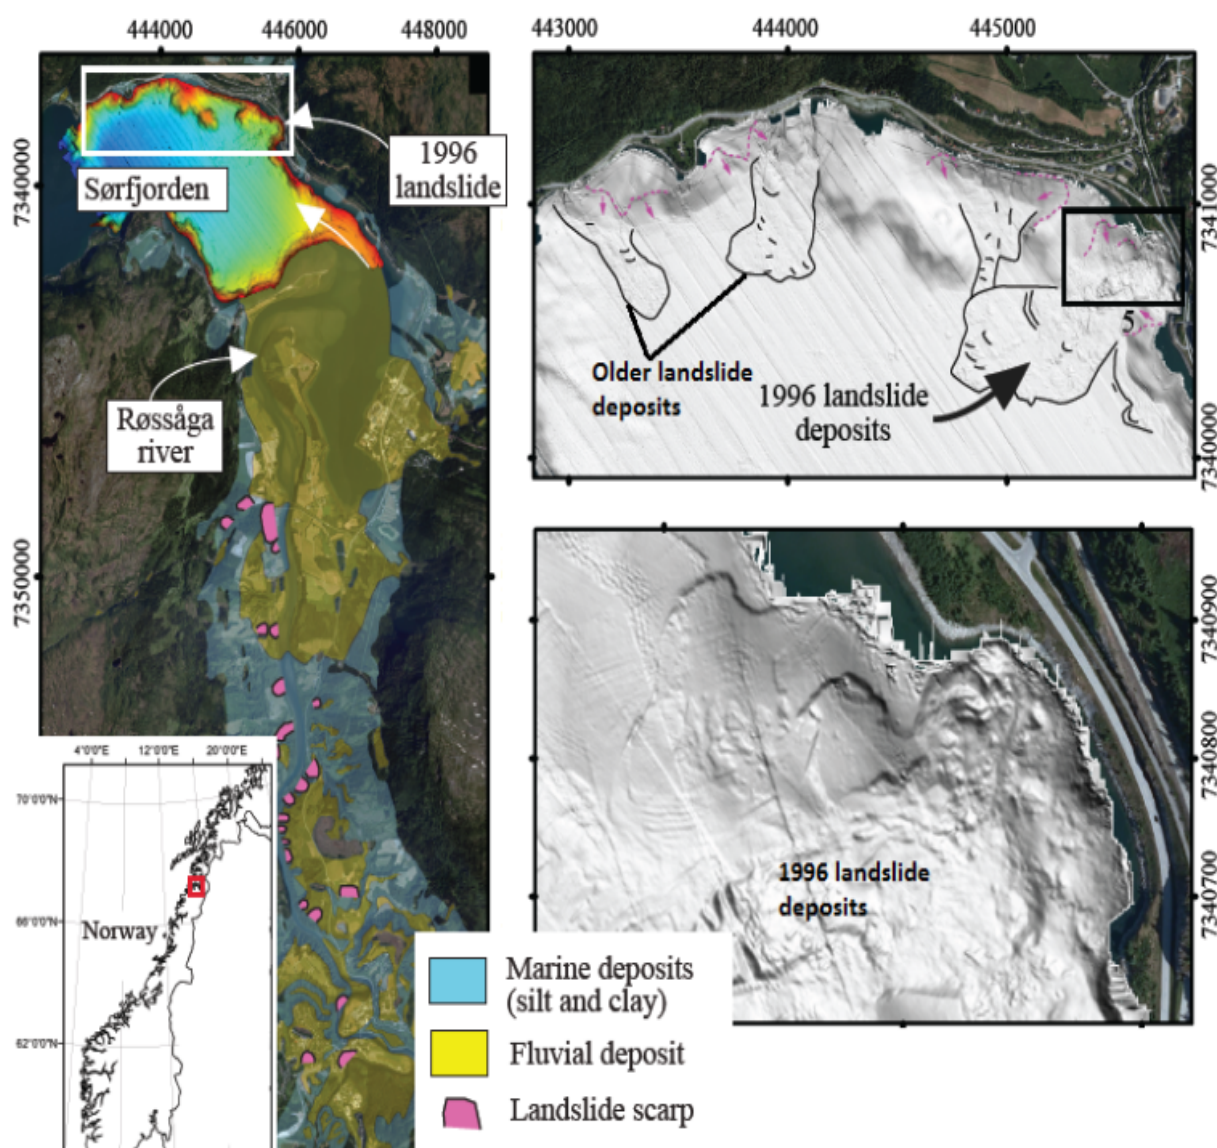 444000 446000 448000
7340000
7350000
1996
landslide
Sørfjorden
Røssåga
river
4°0'0"E 12°0'0"E 20°0'0"E
70°0'0"N
66°0'0"N
62°0'0"N
Norway
Marine deposits
(silt and clay)
Fluvial deposit
Landslide scarp
443000 444000 445000
7341000
7340000
5
Older landslide
deposits
1996 landslide
deposits
7340900
7340800
7340700
1996 landslide
deposits